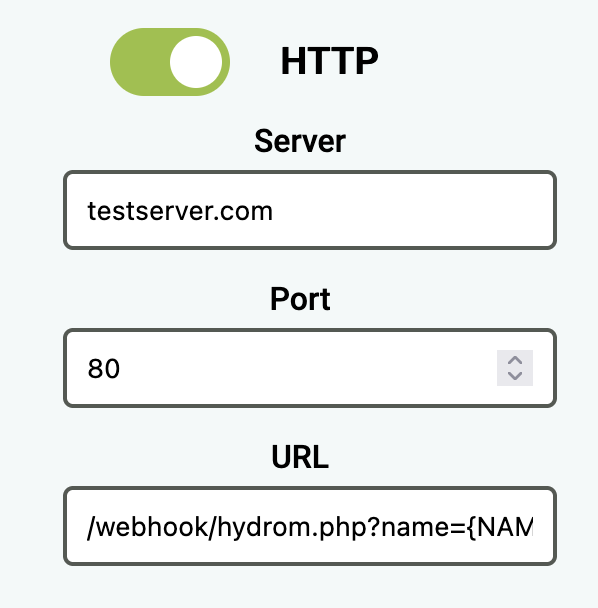 HTTP
Server
testserver.com
Port
80
URL
/webhook/hydrom.php?name={NAM